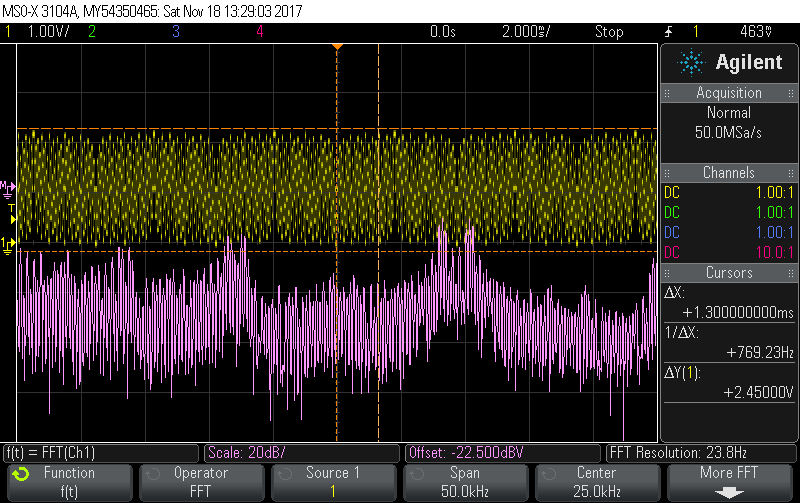 MSO-X 3104A, MY54350465: Sat Nov 18 13:29:03 2017
1 1.00V/ 2 3 4 0.0s 2.000ms/ Stop 1 463mV
Agilent
Acquisition
Normal
50.0MSa/s
Channels
DC 1.00:1
DC 1.00:1
DC 1.00:1
DC 10.0:1
Cursors
ΔX:
+1.300000000ms
1/ΔX:
+769.23Hz
ΔY(1):
+2.45000V
M
T
1
f(t) = FFT(Ch1) Scale: 20dB/ Offset: -22.500dBV FFT Resolution: 23.8Hz
Function Operator Source 1 Span Center More FFT
f(t) FFT 1 50.0kHz 25.0kHz